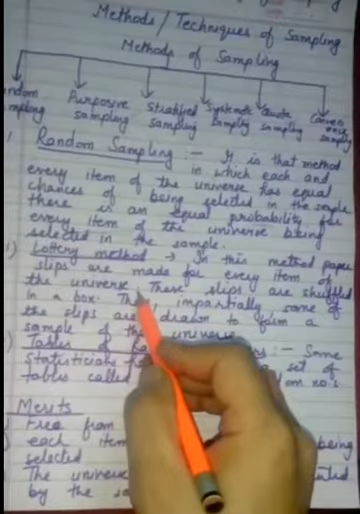 Methods/Techniques of Sampling
Methods of Sampling
Purposive sampling
Stratified sampling
Systematic sampling
Quota sampling
sampling
Random Sampling :- It is that method
in which each and
every item of the universe has equal
chances of being selected in the sample
there is an equal probability for
every item of the universe being
selected in the sample.
Lottery method → In this method paper
slips are made for every item of
the universe. These slips are shuffled
in a box. Then, impartially some of
the slips are drawn to form a
sample of the universe
Tables of :- Some
Statisticians set of
tables called no.s
Merits
Free from
each item being
selected
The universe
by the